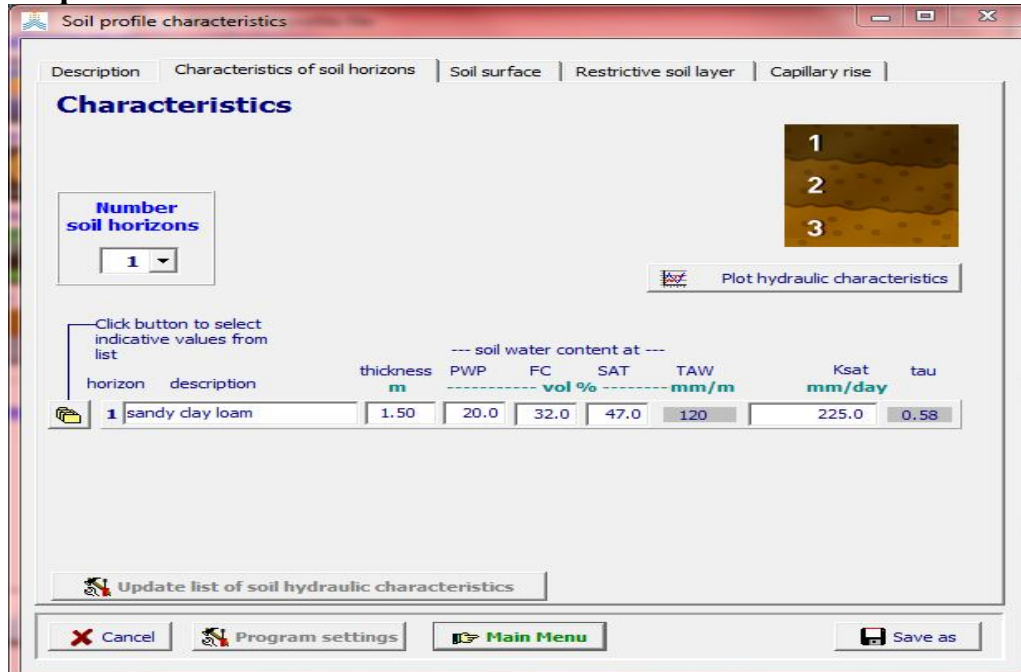 Soil profile characteristics
Description Characteristics of soil horizons Soil surface Restrictive soil layer Capillary rise
Characteristics
1
2
3
Number
soil horizons
1
Plot hydraulic characteristics
Click button to select
indicative values from
list
--- soil water content at ---
thickness PWP FC SAT TAW Ksat tau
horizon description m ----------- vol % -------- mm/m mm/day
1 sandy clay loam 1.50 20.0 32.0 47.0 120 225.0 0.58
Update list of soil hydraulic characteristics
Cancel Program settings Main Menu Save as